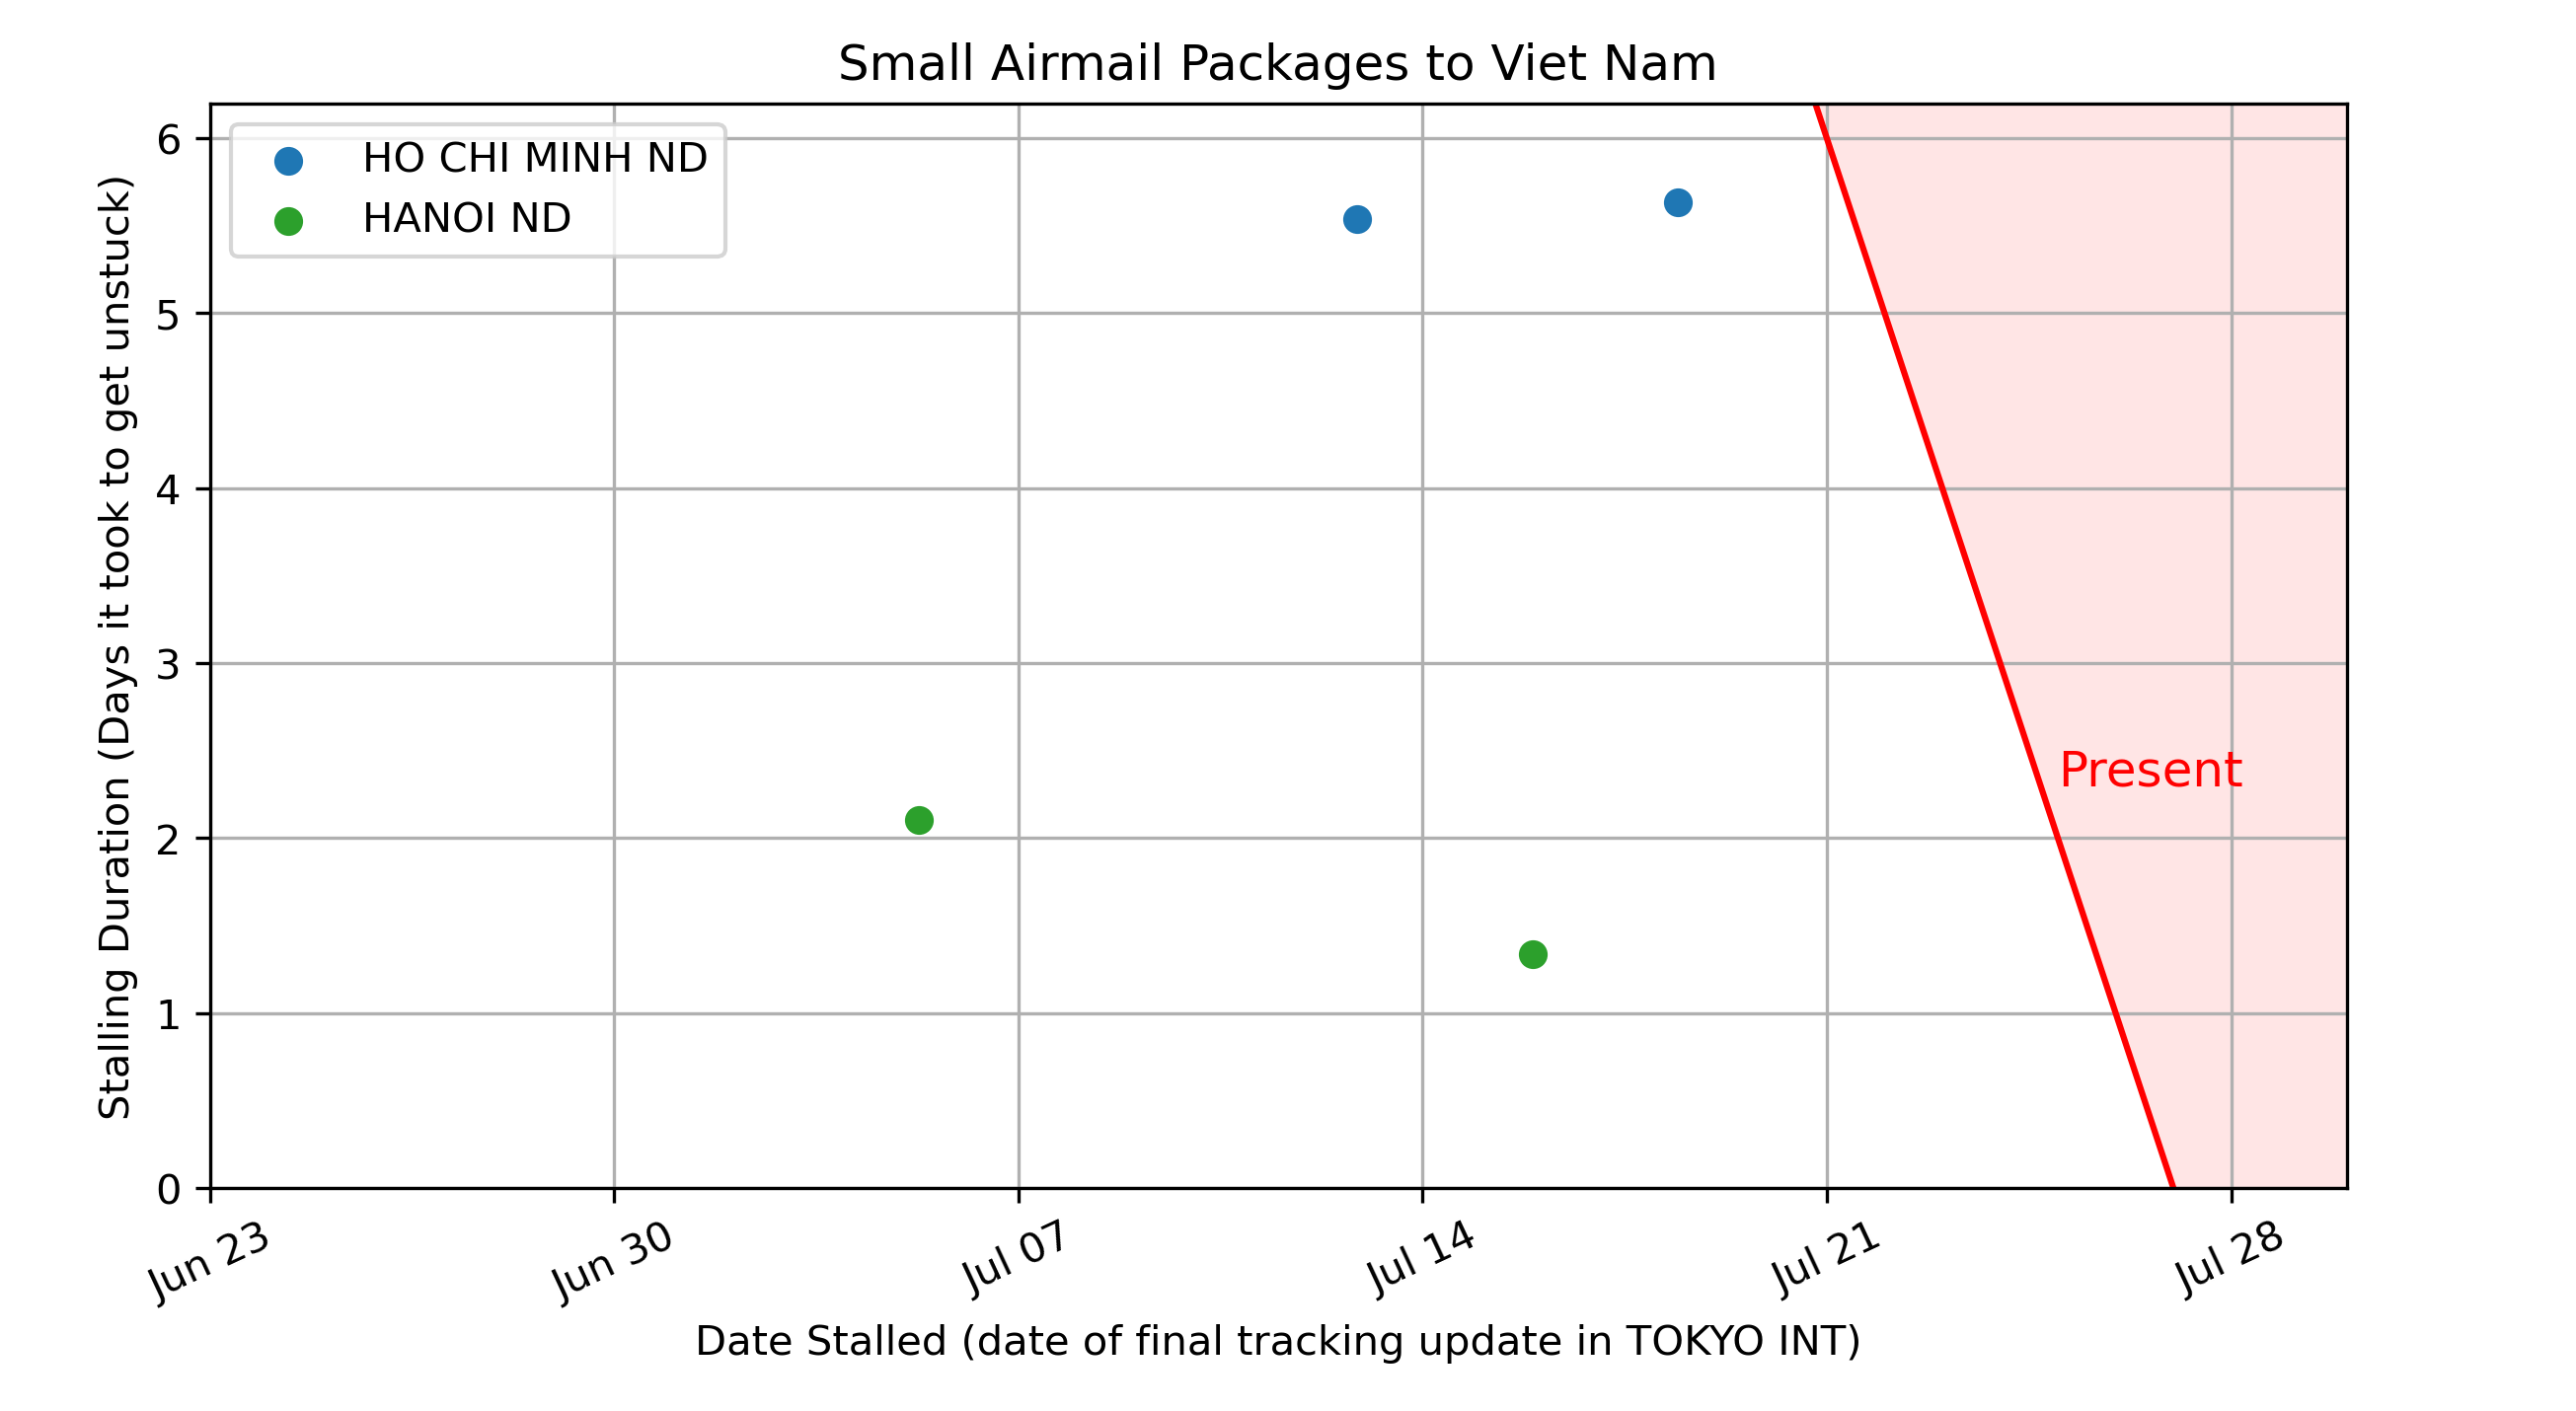 Small Airmail Packages to Viet Nam
HO CHI MINH ND
HANOI ND
Stalling Duration (Days it took to get unstuck)
6
5
4
3
2
1
0
Present
Jun 23
Jun 30
Jul 07
Jul 14
Jul 21
Jul 28
Date Stalled (date of final tracking update in TOKYO INT)